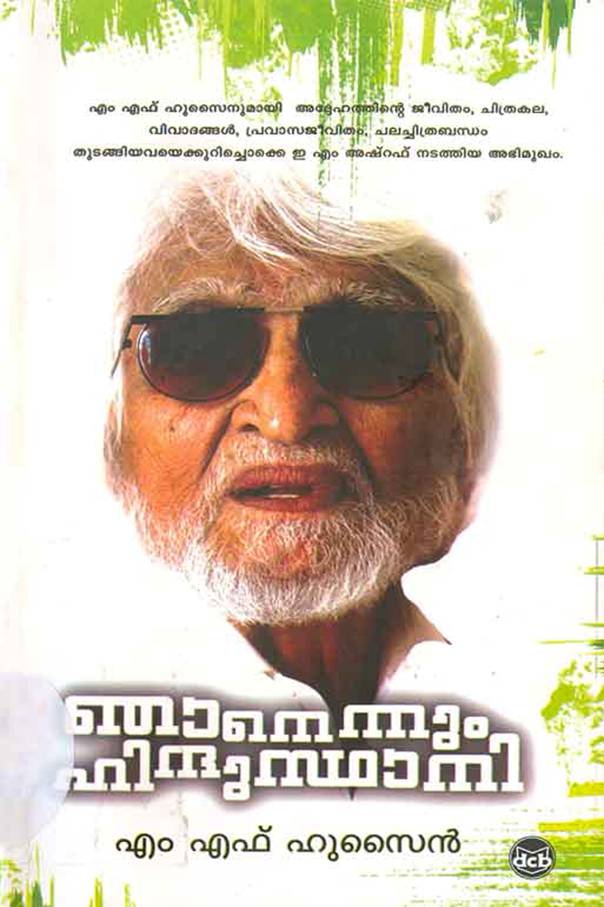 എം എഫ് ഹുസൈനുമായി അദ്ദേഹത്തിന്റെ ജീവിതം, ചിത്രകല,
വിവാദങ്ങൾ, പ്രവാസജീവിതം, ചലച്ചിത്രബന്ധം
തുടങ്ങിയവയെക്കുറിച്ചൊക്കെ ഇ എം അഷ്റഫ് നടത്തിയ അഭിമുഖം.
ഞാനെന്നും
ഹിന്ദുസ്ഥാനി
എം എഫ് ഹുസൈൻ
dcb